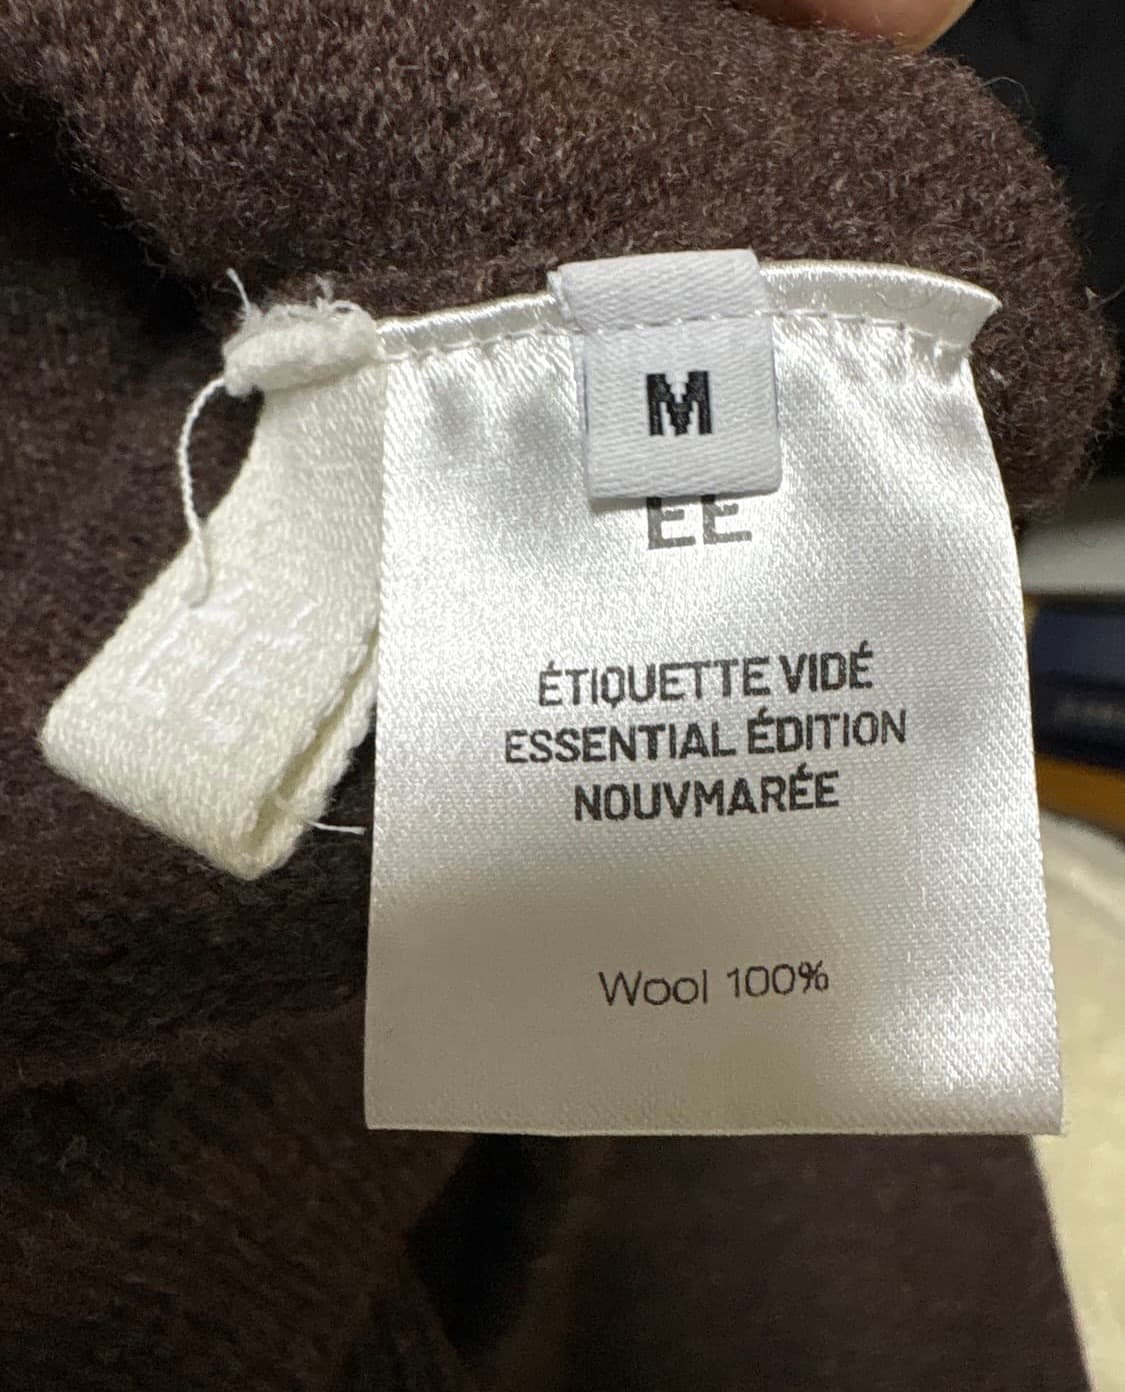 M
EE
ÉTIQUETTE VIDÉ
ESSENTIAL ÉDITION
NOUVMARÉE
Wool 100%